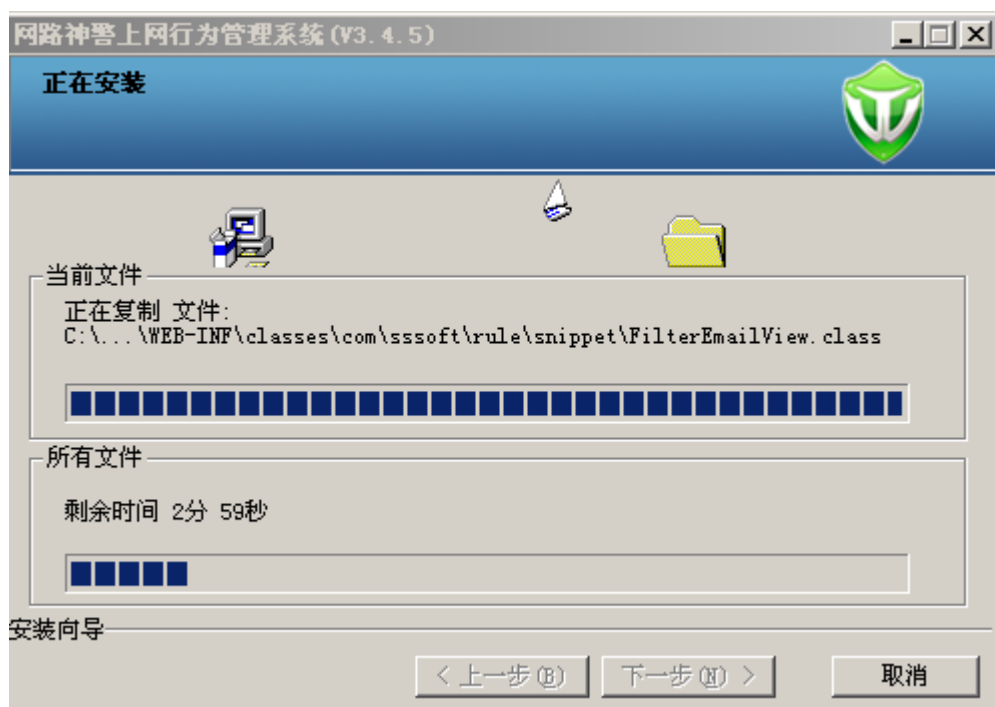 网路神警上网行为管理系统(V3.4.5)
正在安装
当前文件
正在复制 文件:
C:\...\WEB-INF\classes\com\sssoft\rule\snippet\FilterEmailView.class
所有文件
剩余时间 2分 59秒
安装向导
< 上一步(B)
下一步(N) >
取消